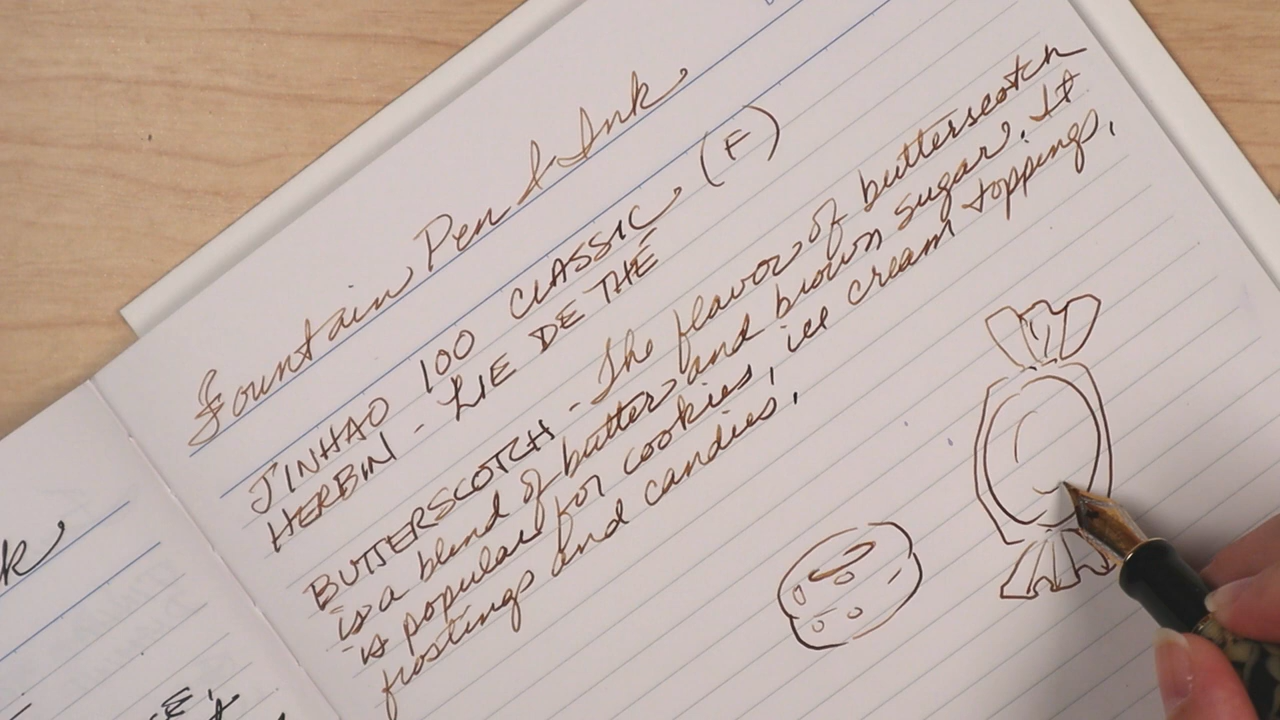 Fountain Pen & Ink
JINHAO 100 CLASSIC (F)
HERBIN - LIE DE THÉ
BUTTERSCOTCH - The flavor of butterscotch
is a blend of butter and brown sugar. It
is popular for cookies, ice cream toppings,
frostings and candies.
k